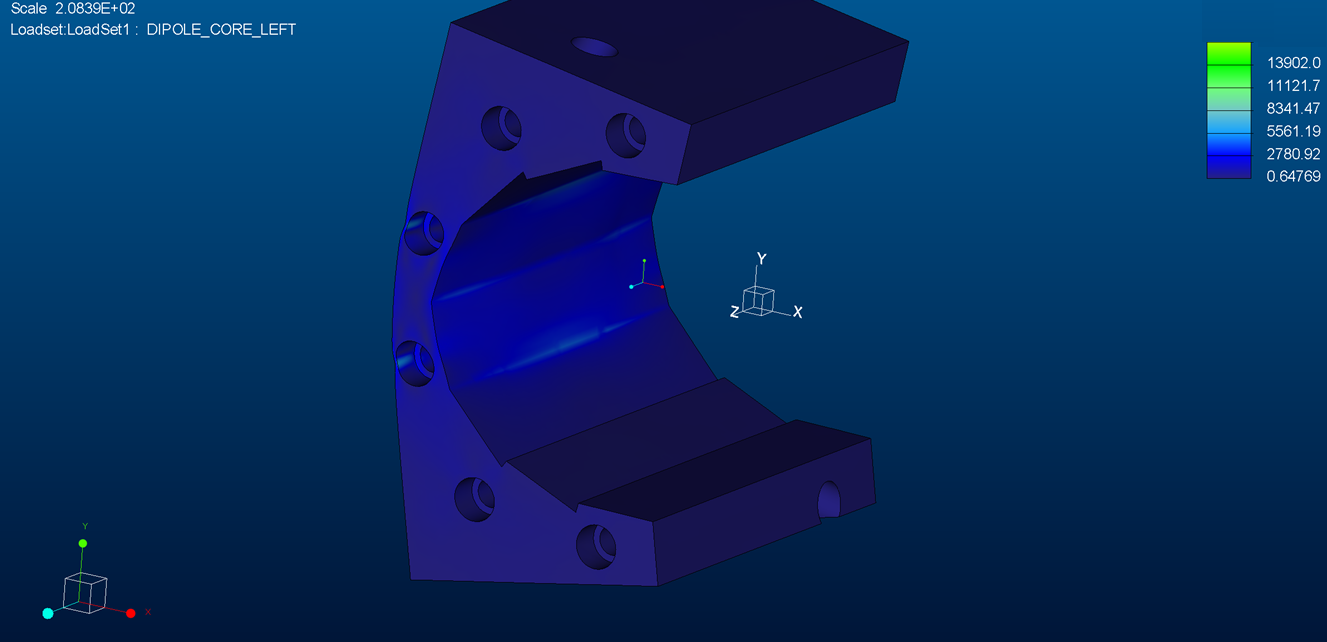 Scale 2.0839E+02
Loadset:LoadSet1 : DIPOLE_CORE_LEFT
13902.0
11121.7
8341.47
5561.19
2780.92
0.64769
Y
Z
X
Y
X